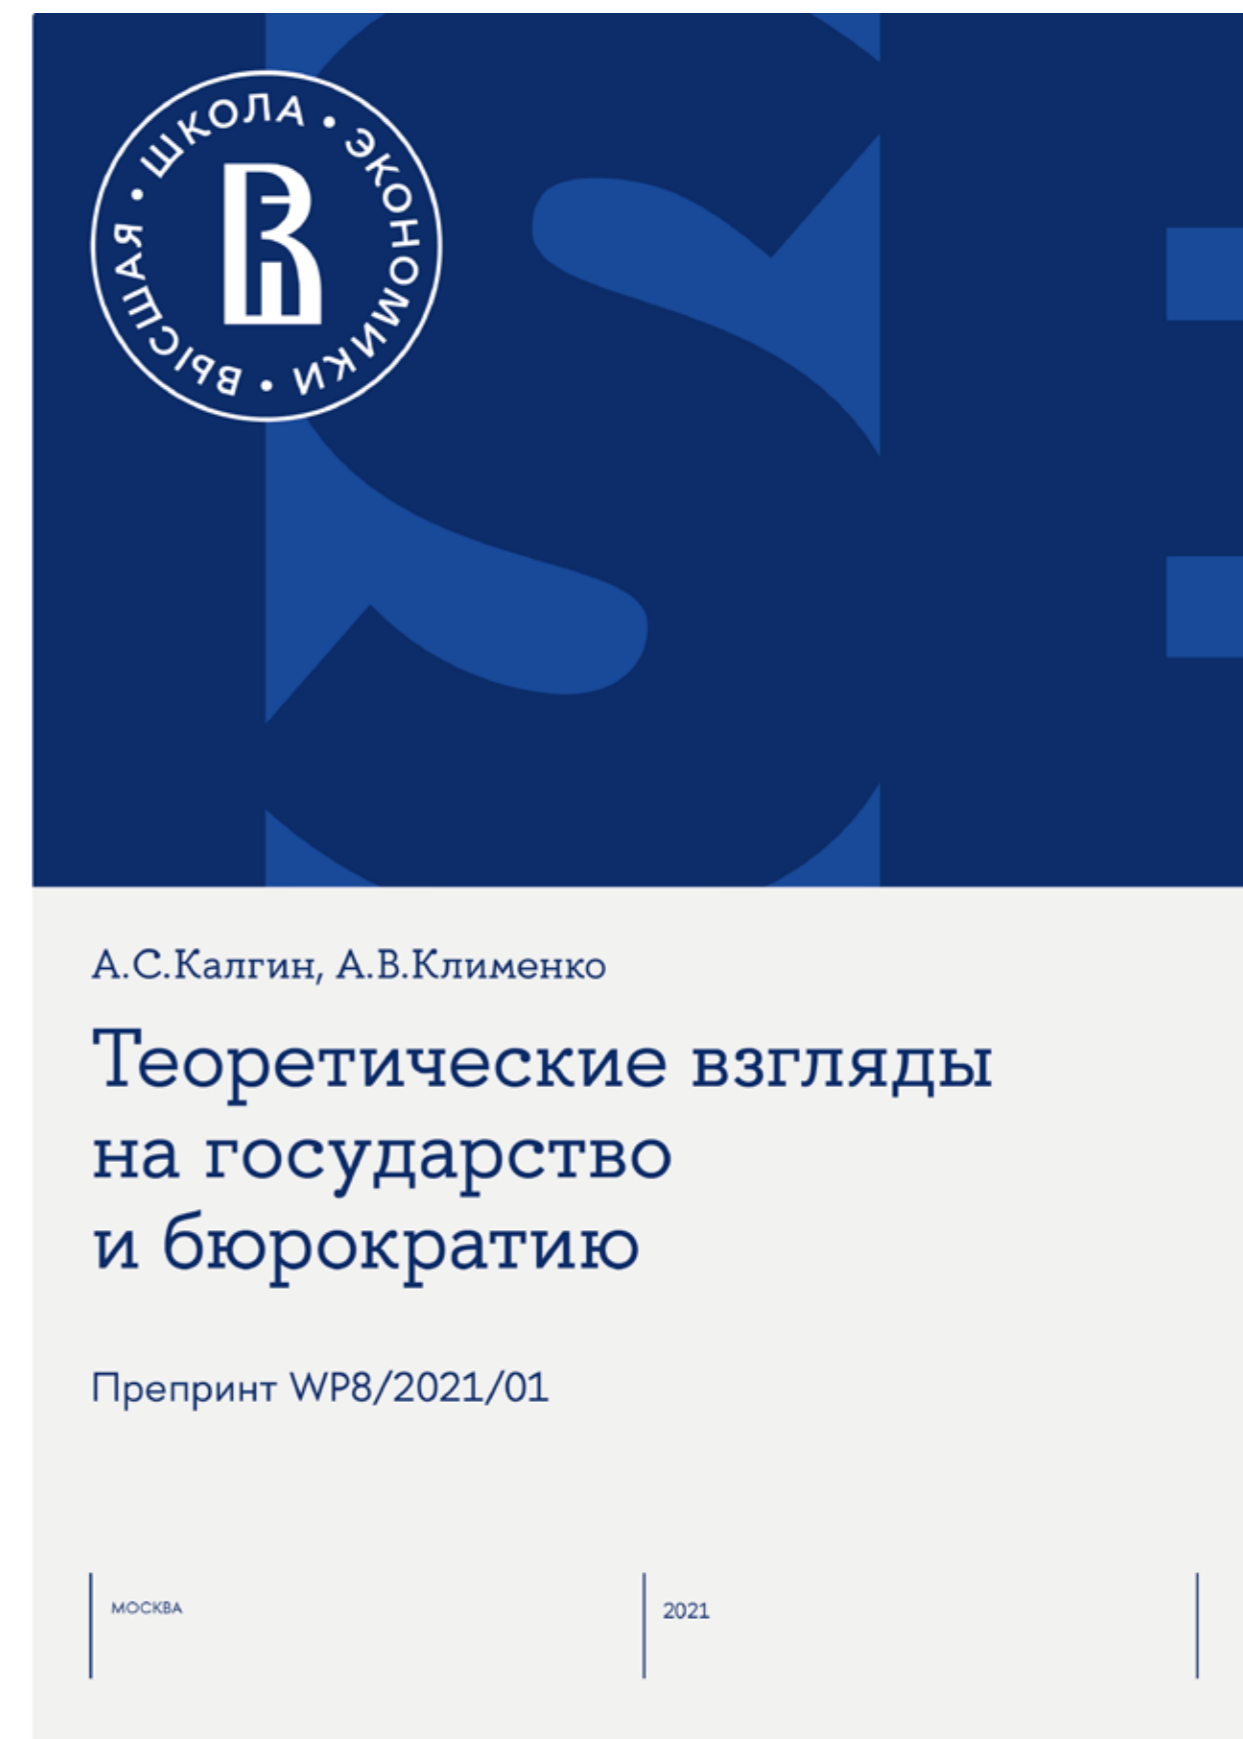 ВЫСШАЯ • ШКОЛА • ЭКОНОМИКИ •
А.С.Калгин, А.В.Клименко
Теоретические взгляды
на государство
и бюрократию
Препринт WP8/2021/01
МОСКВА
2021